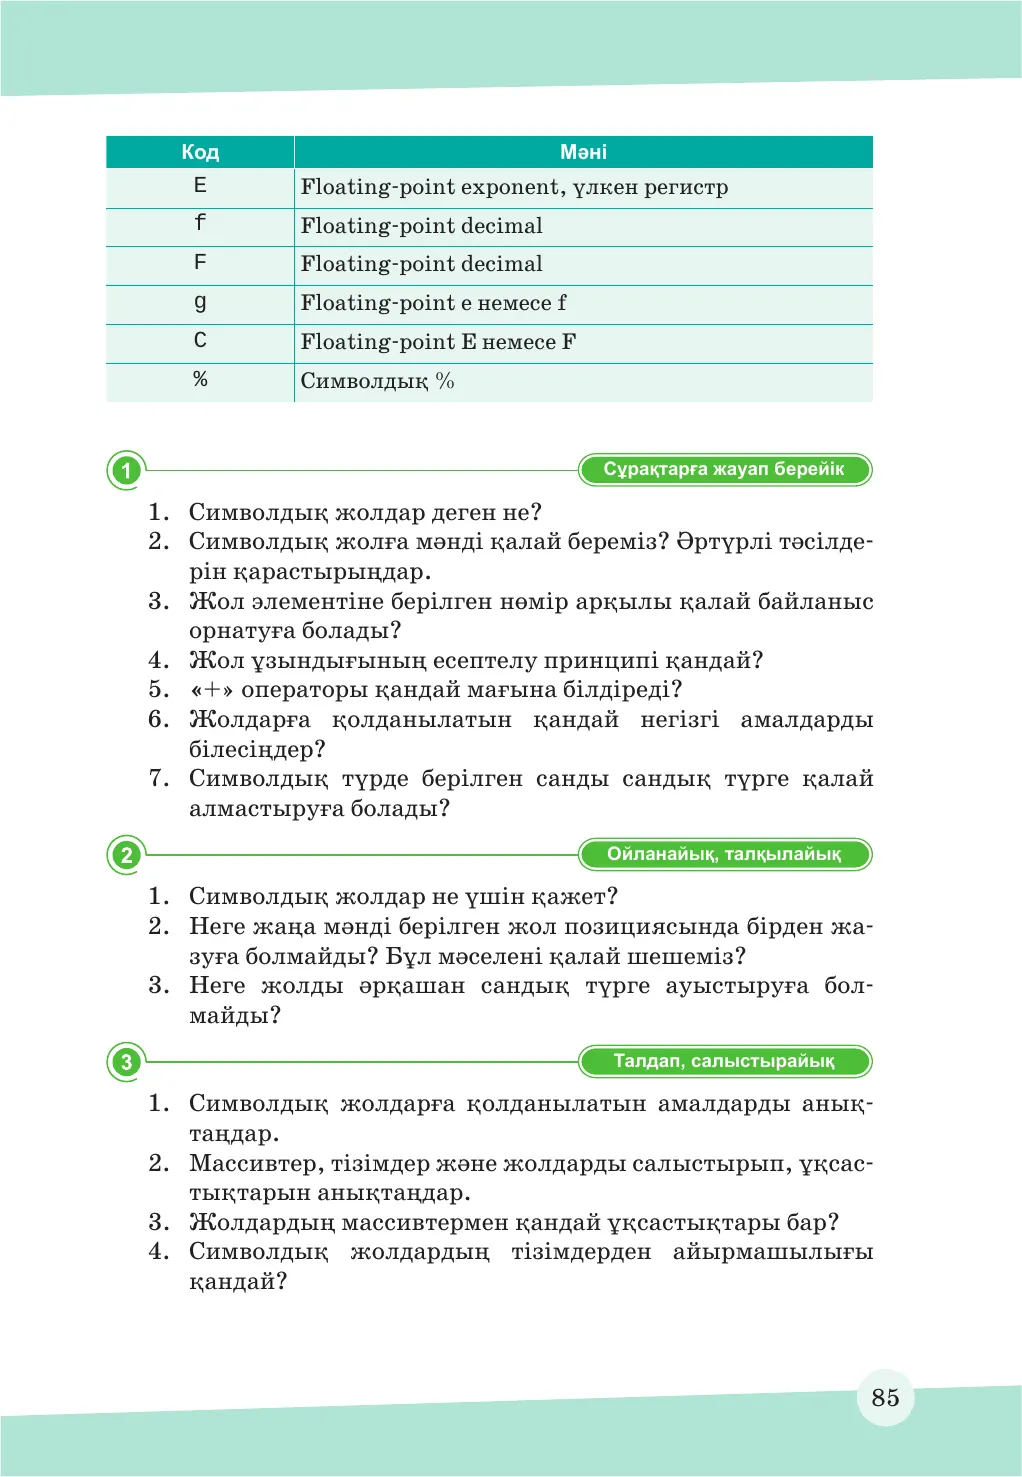 Код Мәні
E Floating-point exponent, үлкен регистр
f Floating-point decimal
F Floating-point decimal
g Floating-point e немесе f
C Floating-point E немесе F
% Символдық %
1 Сұрақтарға жауап берейік
1. Символдық жолдар деген не?
2. Символдық жолға мәнді қалай береміз? Әртүрлі тәсілде-
рін қарастырыңдар.
3. Жол элементіне берілген нөмір арқылы қалай байланыс
орнатуға болады?
4. Жол ұзындығының есептелу принципі қандай?
5. «+» операторы қандай мағына білдіреді?
6. Жолдарға қолданылатын қандай негізгі амалдарды
білесіңдер?
7. Символдық түрде берілген санды сандық түрге қалай
алмастыруға болады?
2 Ойланайық, талқылайық
1. Символдық жолдар не үшін қажет?
2. Неге жаңа мәнді берілген жол позициясында бірден жа-
зуға болмайды? Бұл мәселені қалай шешеміз?
3. Неге жолды әрқашан сандық түрге ауыстыруға бол-
майды?
3 Талдап, салыстырайық
1. Символдық жолдарға қолданылатын амалдарды анық-
таңдар.
2. Массивтер, тізімдер және жолдарды салыстырып, ұқсас-
тықтарын анықтаңдар.
3. Жолдардың массивтермен қандай ұқсастықтары бар?
4. Символдық жолдардың тізімдерден айырмашылығы
қандай?
85